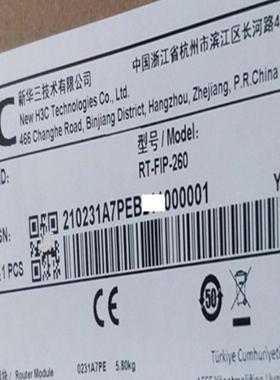 新华三技术有限公司
New H3C Technologies Co., Ltd.
中国浙江省杭州市滨江区长河路4
466 Changhe Road, Binjiang District, Hangzhou, Zhejiang, P.R.China
型号/Model:
RT-FIP-260
210231A7PEB
000001
1 PCS
CE
50
Türkiye Cumhuriyeti
Router Module
0231A7PE
5.80kg